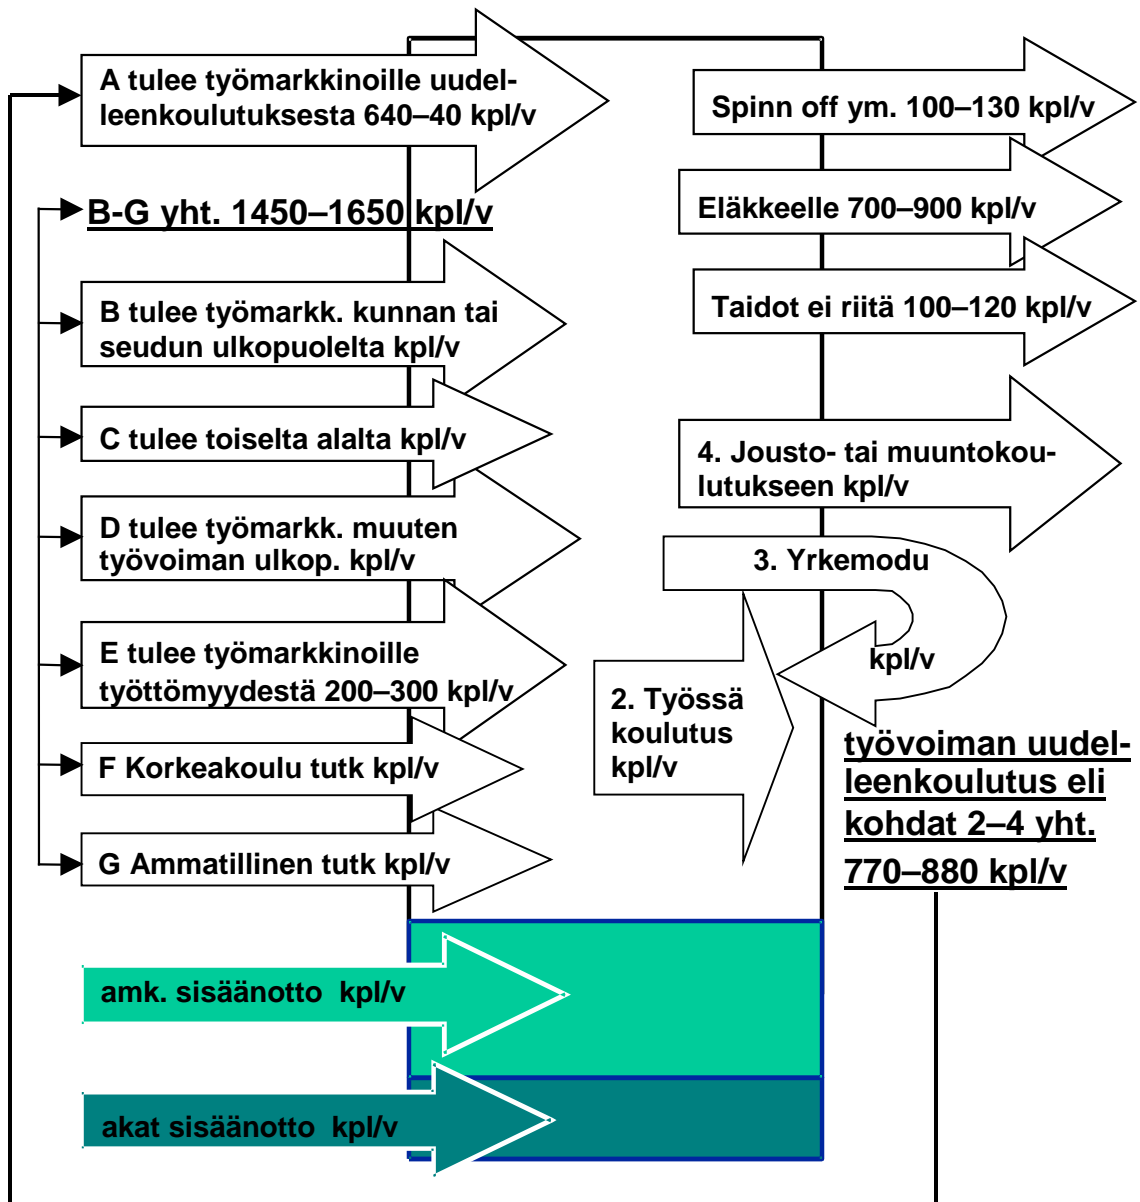 A tulee työmarkkinoille uudel-
leenkoulutuksesta 640–40 kpl/v
B-G yht. 1450–1650 kpl/v
B tulee työmarkk. kunnan tai
seudun ulkopuolelta kpl/v
C tulee toiselta alalta kpl/v
D tulee työmarkk. muuten
työvoiman ulkop. kpl/v
E tulee työmarkkinoille
työttömyydestä 200–300 kpl/v
F Korkeakoulu tutk kpl/v
G Ammatillinen tutk kpl/v
amk. sisäänotto kpl/v
akat sisäänotto kpl/v
Spinn off ym. 100–130 kpl/v
Eläkkeelle 700–900 kpl/v
Taidot ei riitä 100–120 kpl/v
4. Jousto- tai muuntokou-
lutukseen kpl/v
3. Yrkemodu
kpl/v
2. Työssä
koulutus
kpl/v
työvoiman uudel-
leenkoulutus eli
kohdat 2–4 yht.
770–880 kpl/v